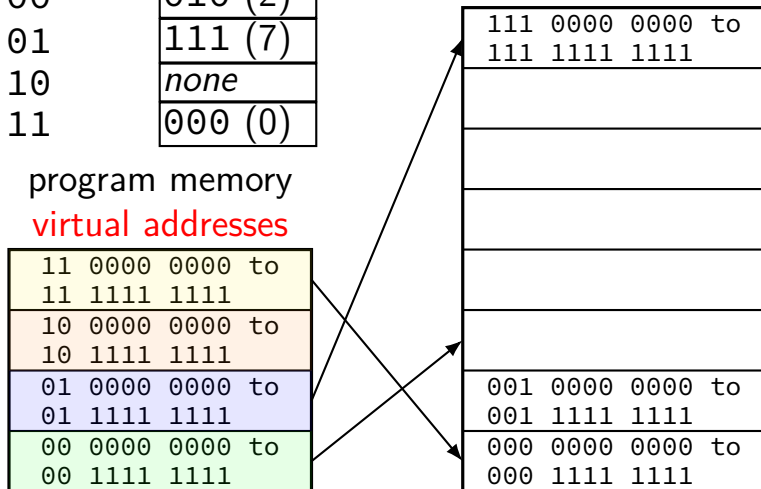 00 010 (2)
01 111 (7)
10 none
11 000 (0)
program memory
virtual addresses
11 0000 0000 to
11 1111 1111
10 0000 0000 to
10 1111 1111
01 0000 0000 to
01 1111 1111
00 0000 0000 to
00 1111 1111
111 0000 0000 to
111 1111 1111
001 0000 0000 to
001 1111 1111
000 0000 0000 to
000 1111 1111